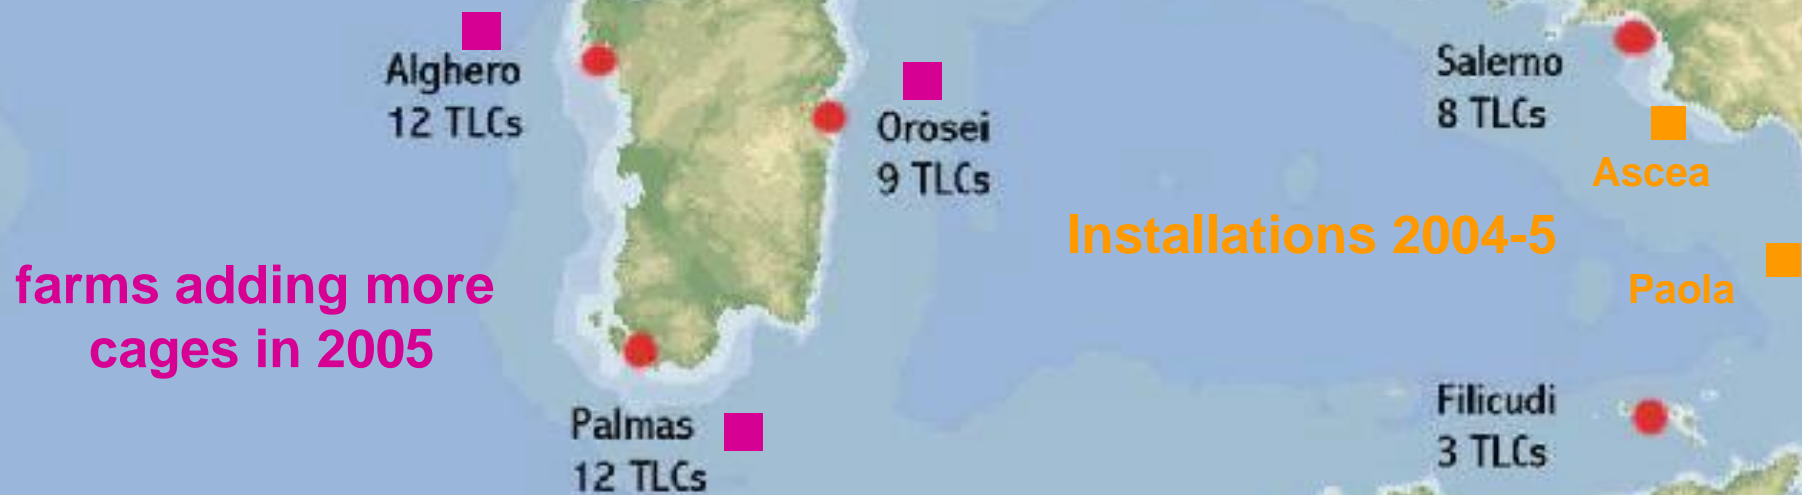 Alghero
12 TLCs
Orosei
9 TLCs
Salerno
8 TLCs
Ascea
Installations 2004-5
Paola
farms adding more
cages in 2005
Palmas
12 TLCs
Filicudi
3 TLCs